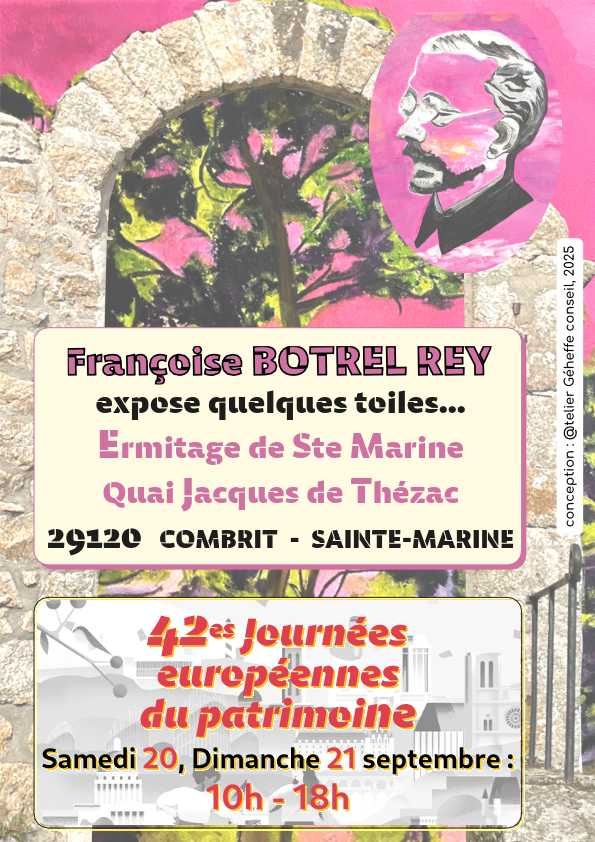 Françoise BOTREL REY
expose quelques toiles...
Ermitage de Ste Marine
Quai Jacques de Thézac
29120 COMBRIT - SAINTE-MARINE
conception : @telier Géheffe conseil, 2025
42es Journées
européennes
du patrimoine
Samedi 20, Dimanche 21 septembre :
10h - 18h